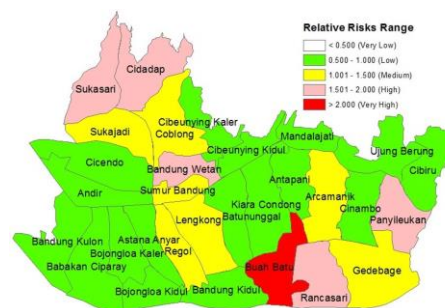 Relative Risks Range
< 0.500 (Very Low)
0.500 - 1.000 (Low)
1.001 - 1.500 (Medium)
1.501 - 2.000 (High)
> 2.000 (Very High)
Cidadap
Sukasari
Cibeunying Kaler
Sukajadi
Coblong
Mandalajati
Cibeunying Kidul
Ujung Berung
Cicendo
Bandung Wetan
Antapani
Cibiru
Andir
Sumur Bandung
Kiara Condong
Arcamanik
Cinambo
Lengkong
Batununggal
Panyileukan
Bandung Kulon
Astana Anyar
Bojongloa Kaler
Regol
Babakan Ciparay
Buah Batu
Gedebage
Bojongloa Kidul
Bandung Kidul
Rancasari